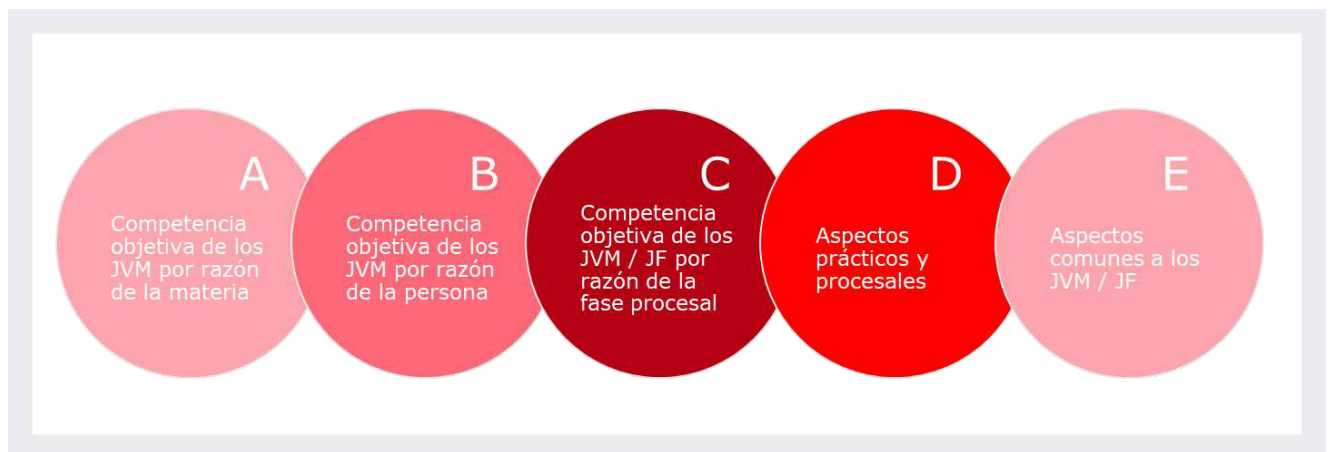 A
Competencia
objetiva de los
JVM por razón
de la materia
B
Competencia
objetiva de los
JVM por razón
de la persona
C
Competencia
objetiva de los
JVM / JF por
razón de la
fase procesal
D
Aspectos
prácticos y
procesales
E
Aspectos
comunes a los
JVM / JF